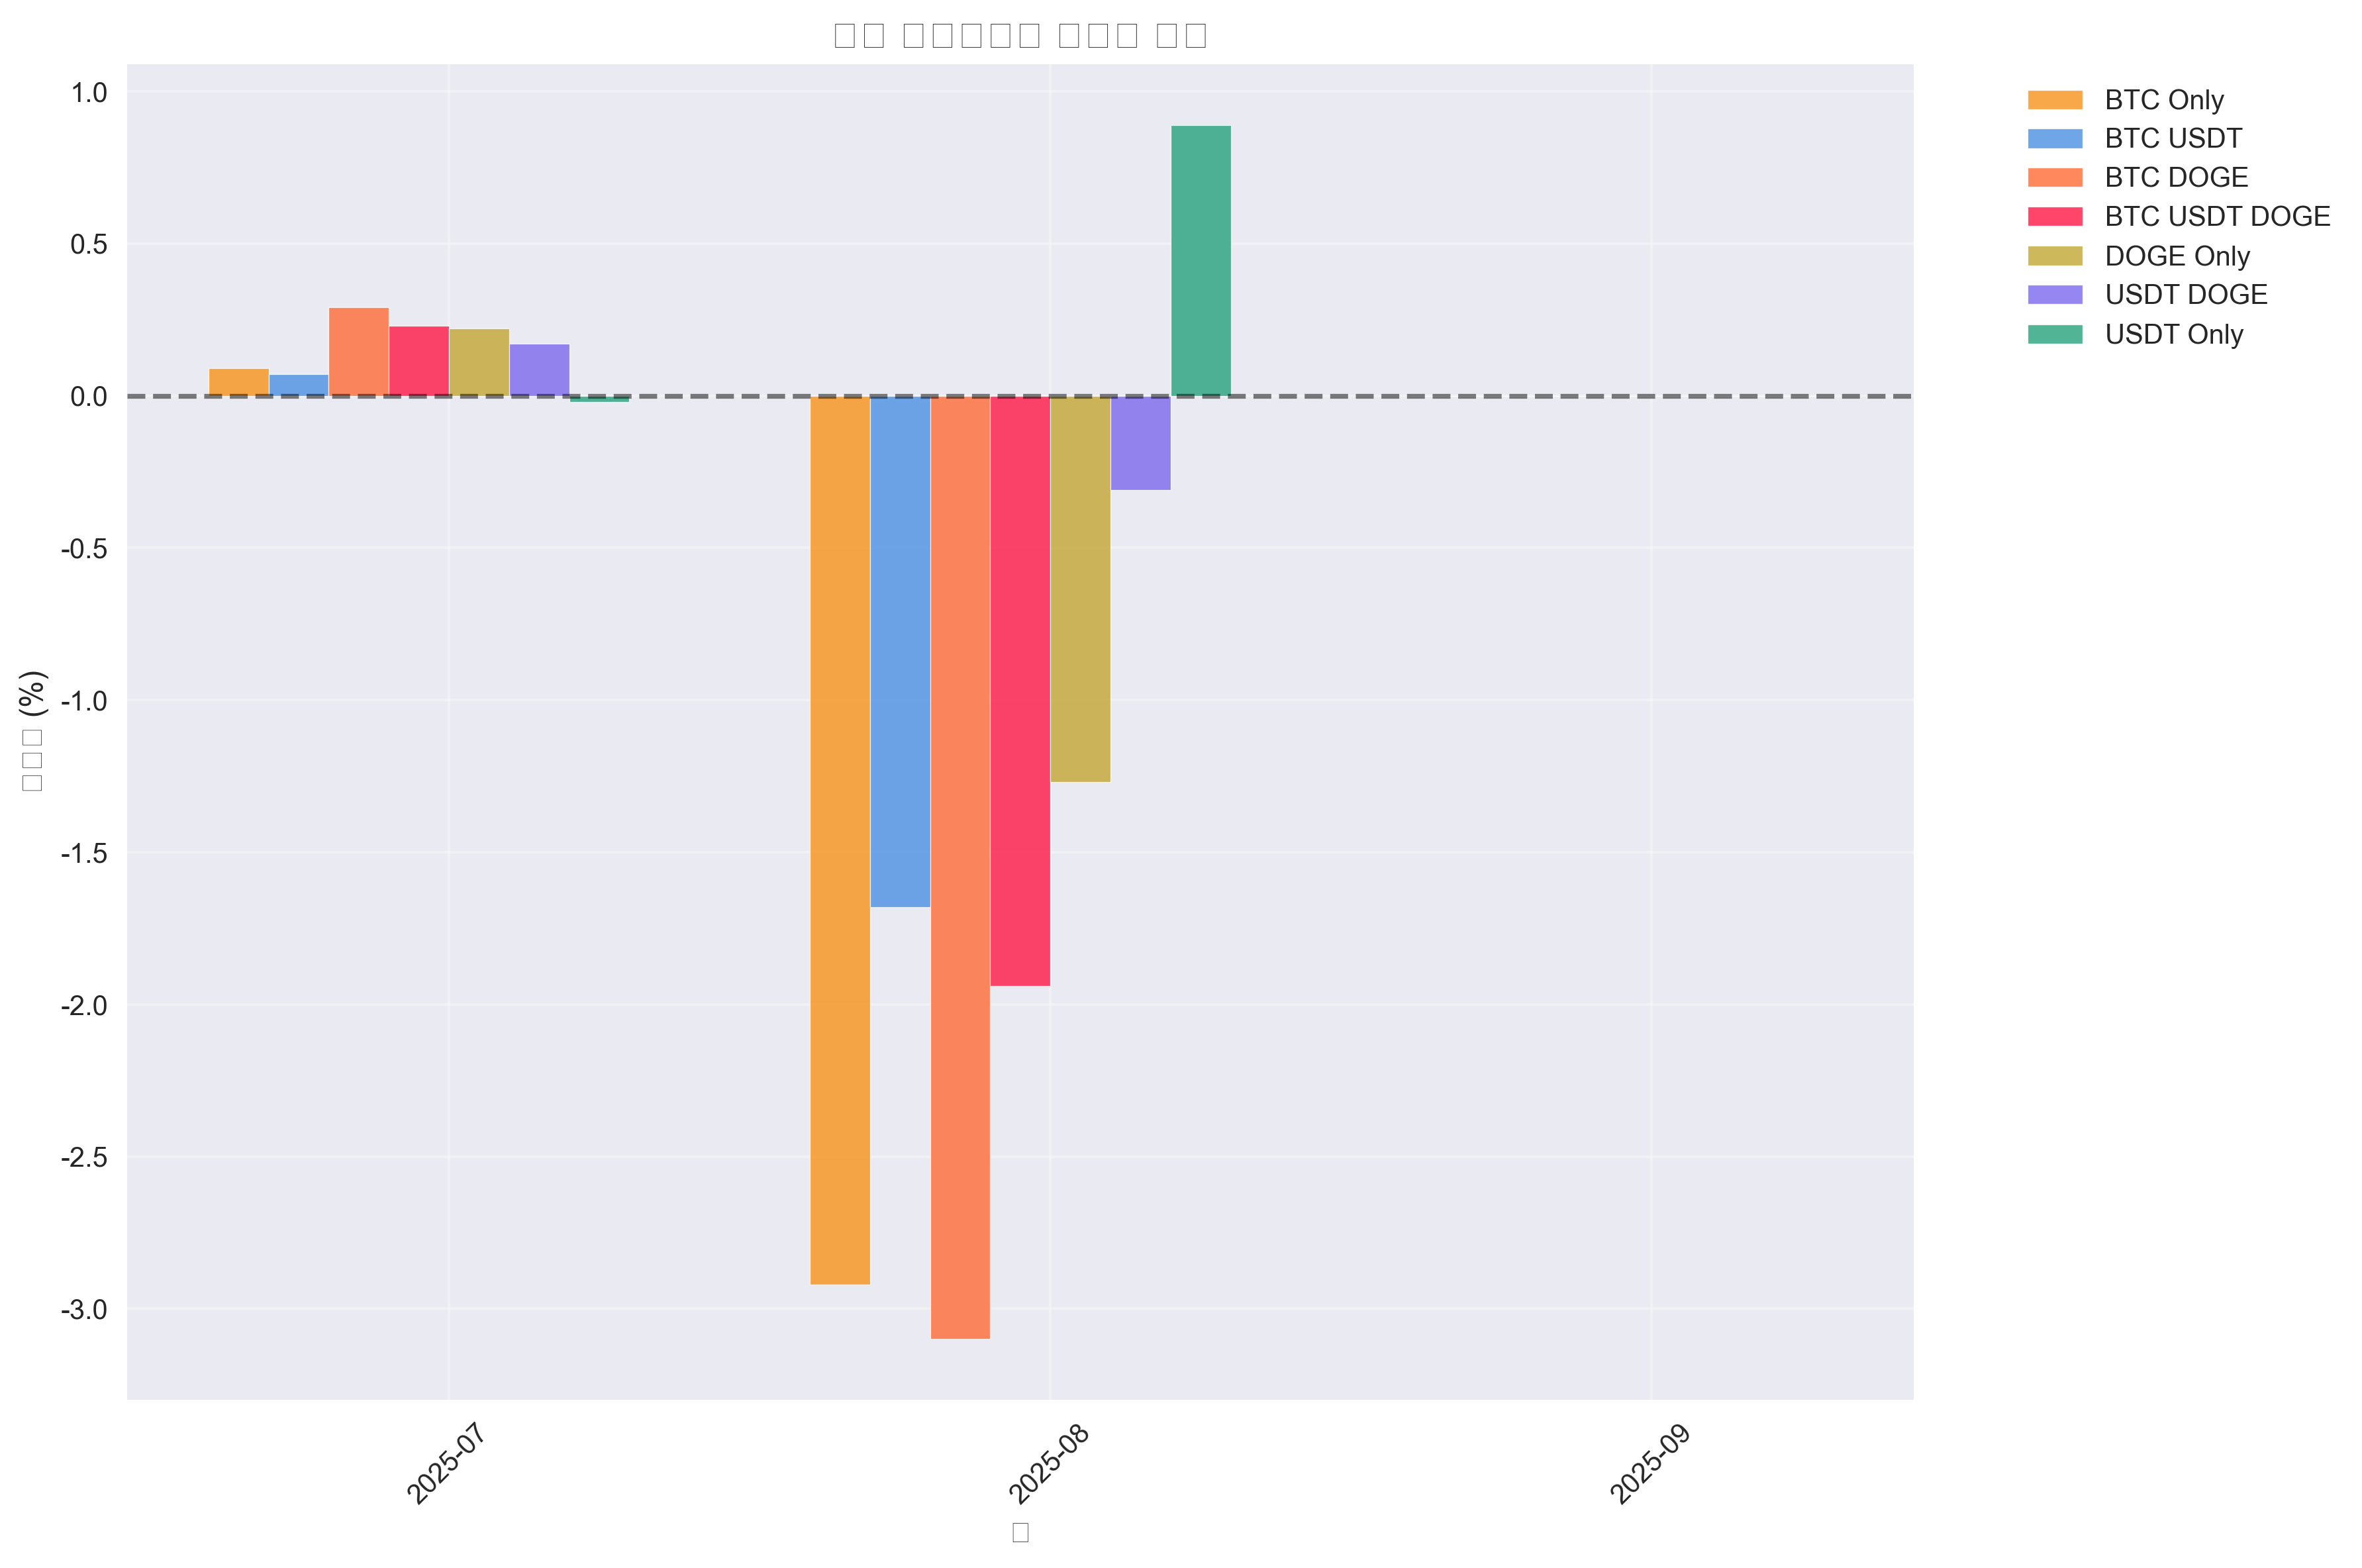 1.0
0.5
0.0
-0.5
-1.0
-1.5
-2.0
-2.5
-3.0
(%)
2025-07
2025-08
2025-09
BTC Only
BTC USDT
BTC DOGE
BTC USDT DOGE
DOGE Only
USDT DOGE
USDT Only